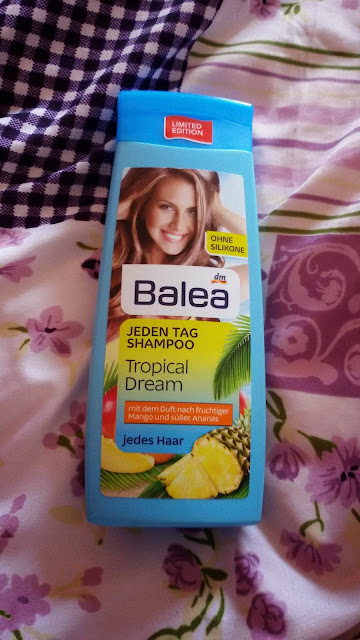 LIMITED
EDITION
OHNE
SILIKONE
dm
Balea
JEDEN TAG
SHAMPOO
Tropical
Dream
mit dem Duft nach fruchtiger
Mango und süßer Ananas
jedes Haar